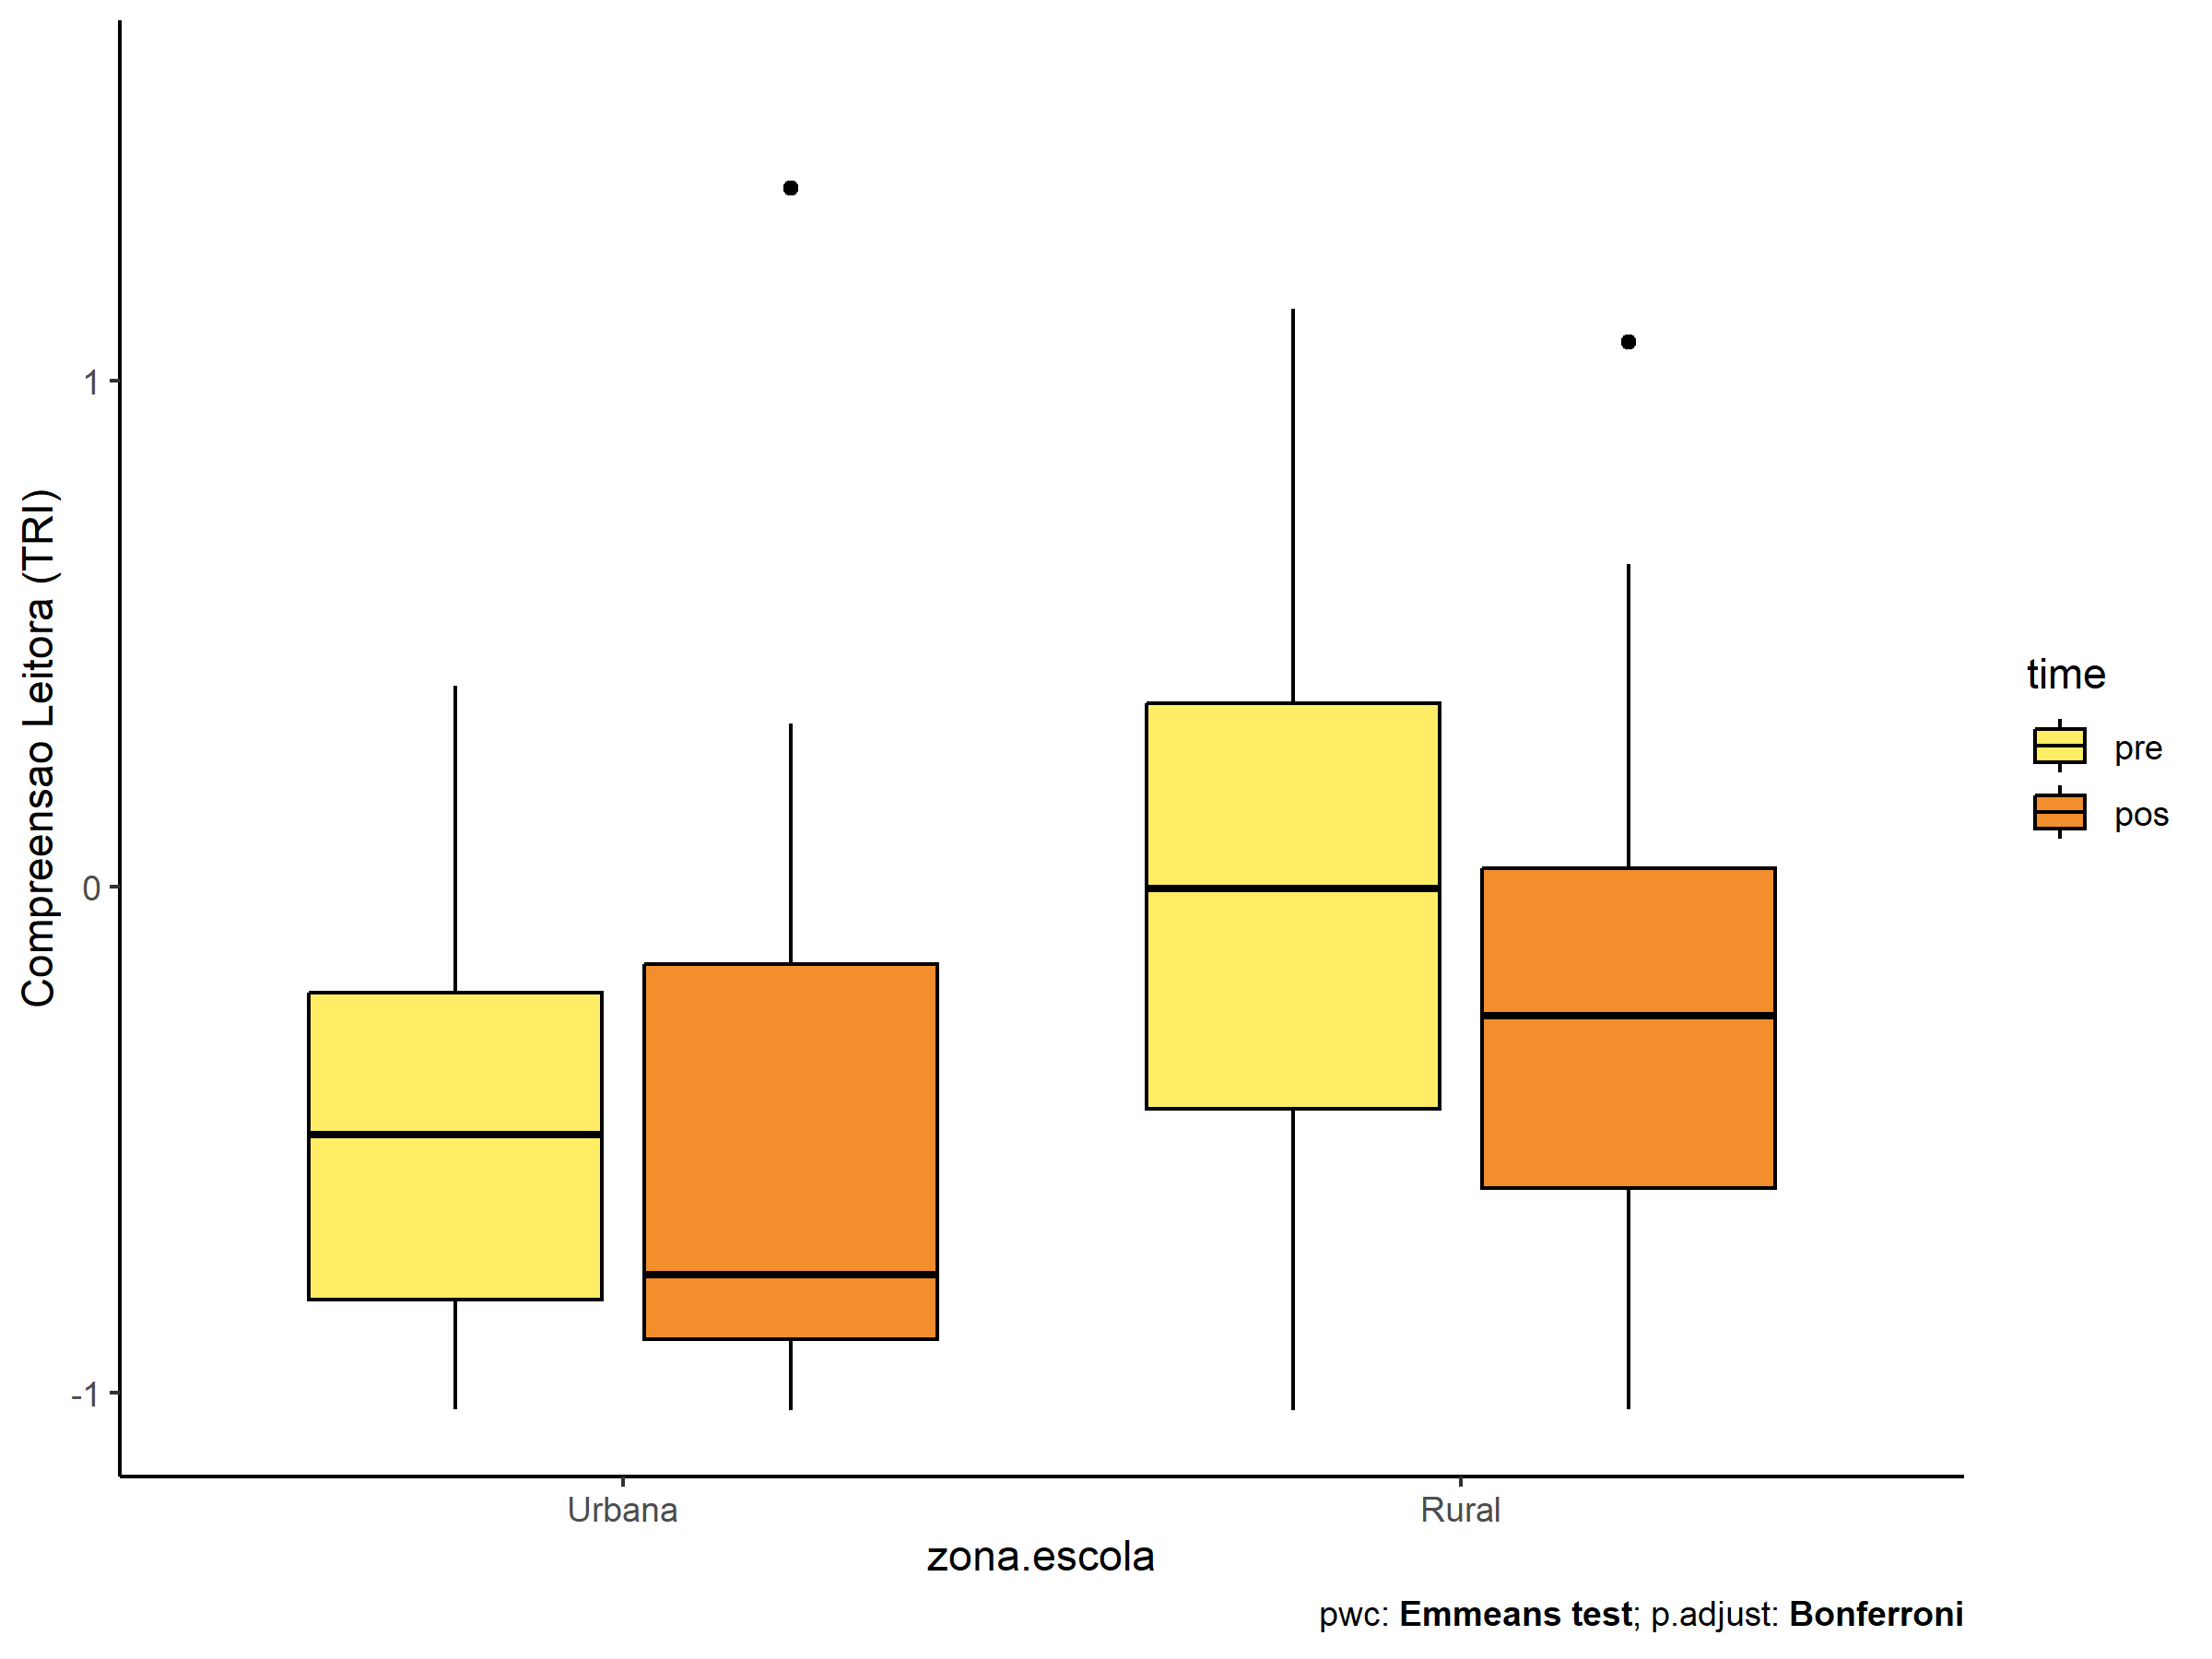 Compreensao Leitora (TRI)
1
0
-1
Urbana
Rural
zona.escola
time
pre
pos
pwc: Emmeans test; p.adjust: Bonferroni